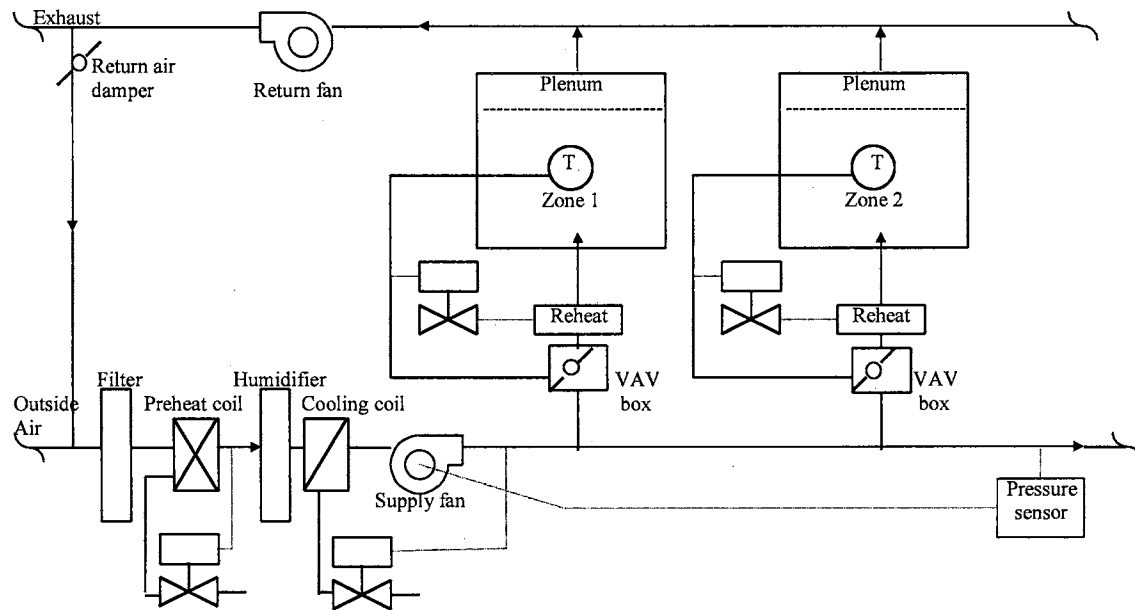 Exhaust
Return air
damper
Return fan
Plenum
T
Zone 1
Plenum
T
Zone 2
Reheat
VAV
box
Reheat
VAV
box
Outside
Air
Filter
Preheat coil
Humidifier
Cooling coil
Supply fan
Pressure
sensor